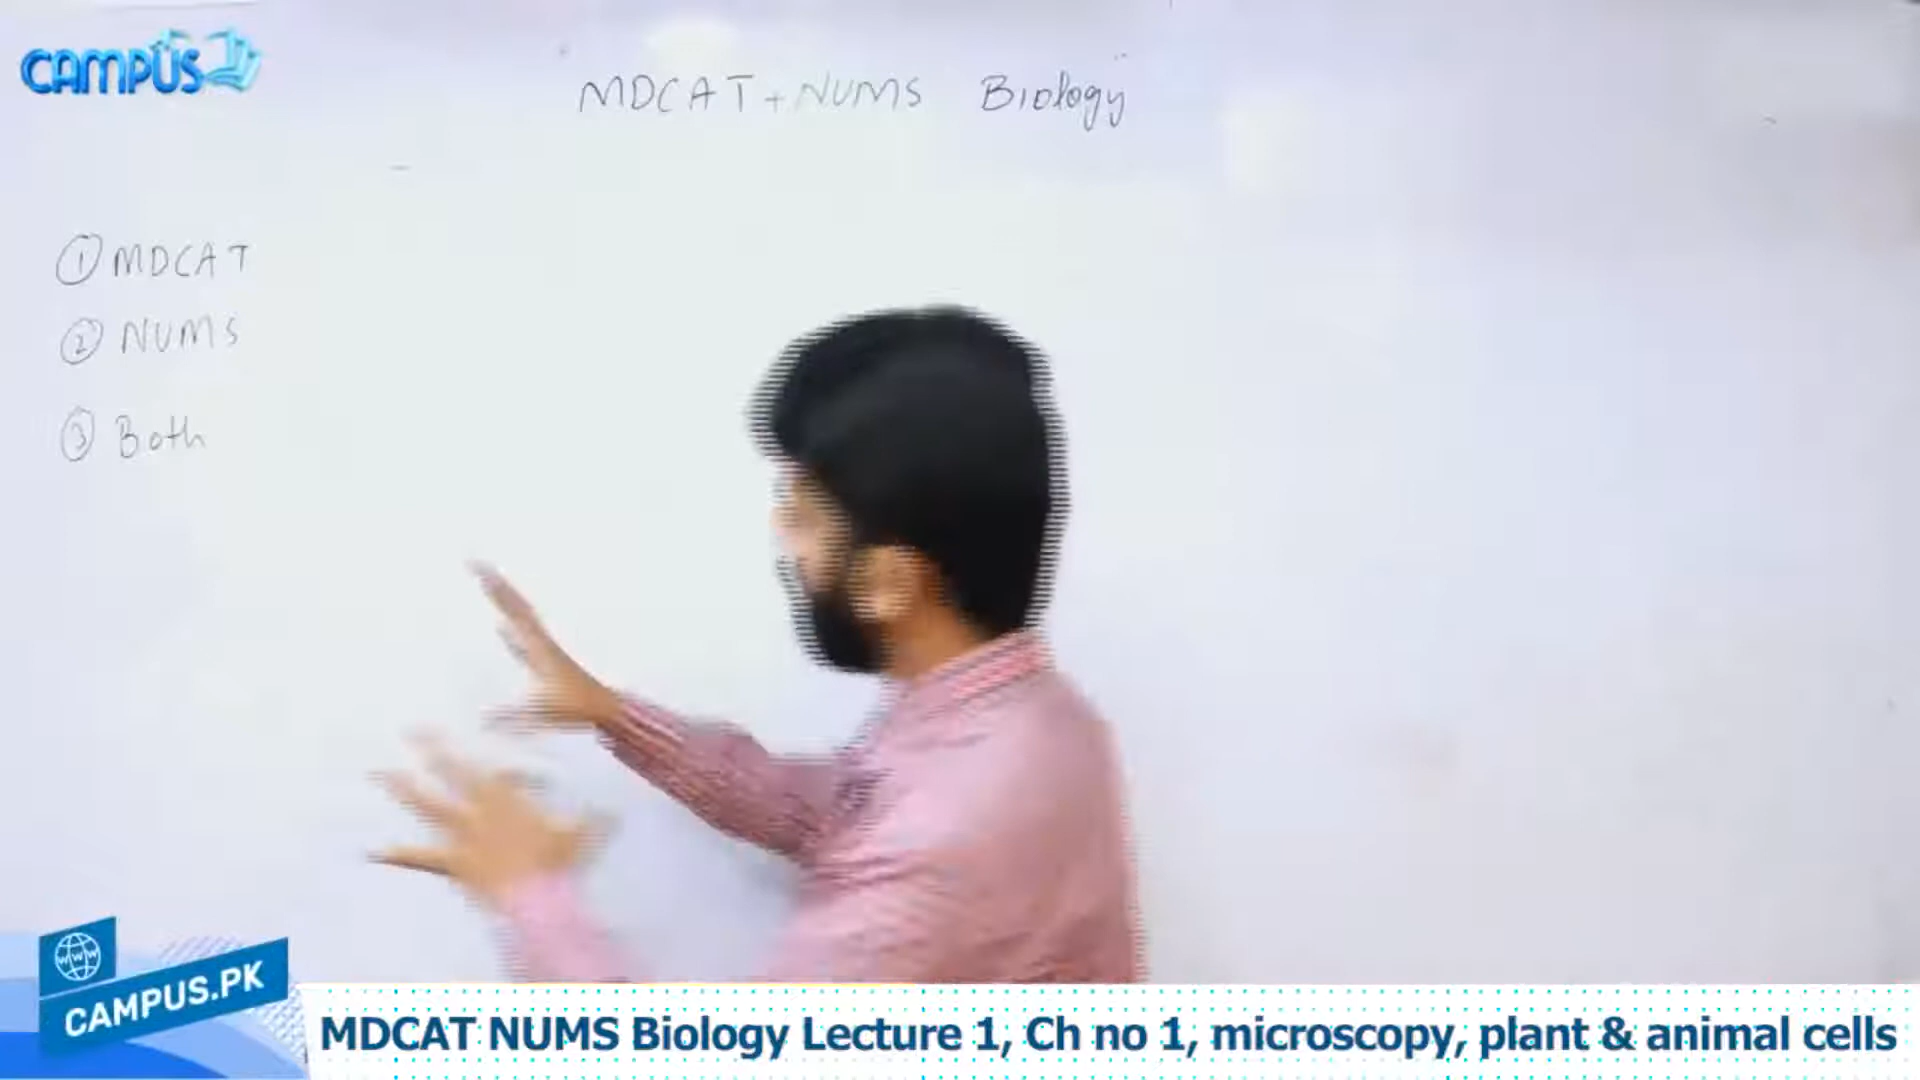 CAMPUS
MDCAT + NUMS Biology
① MDCAT
② NUMS
③ Both
WWW
CAMPUS.PK
MDCAT NUMS Biology Lecture 1, Ch no 1, microscopy, plant & animal cells